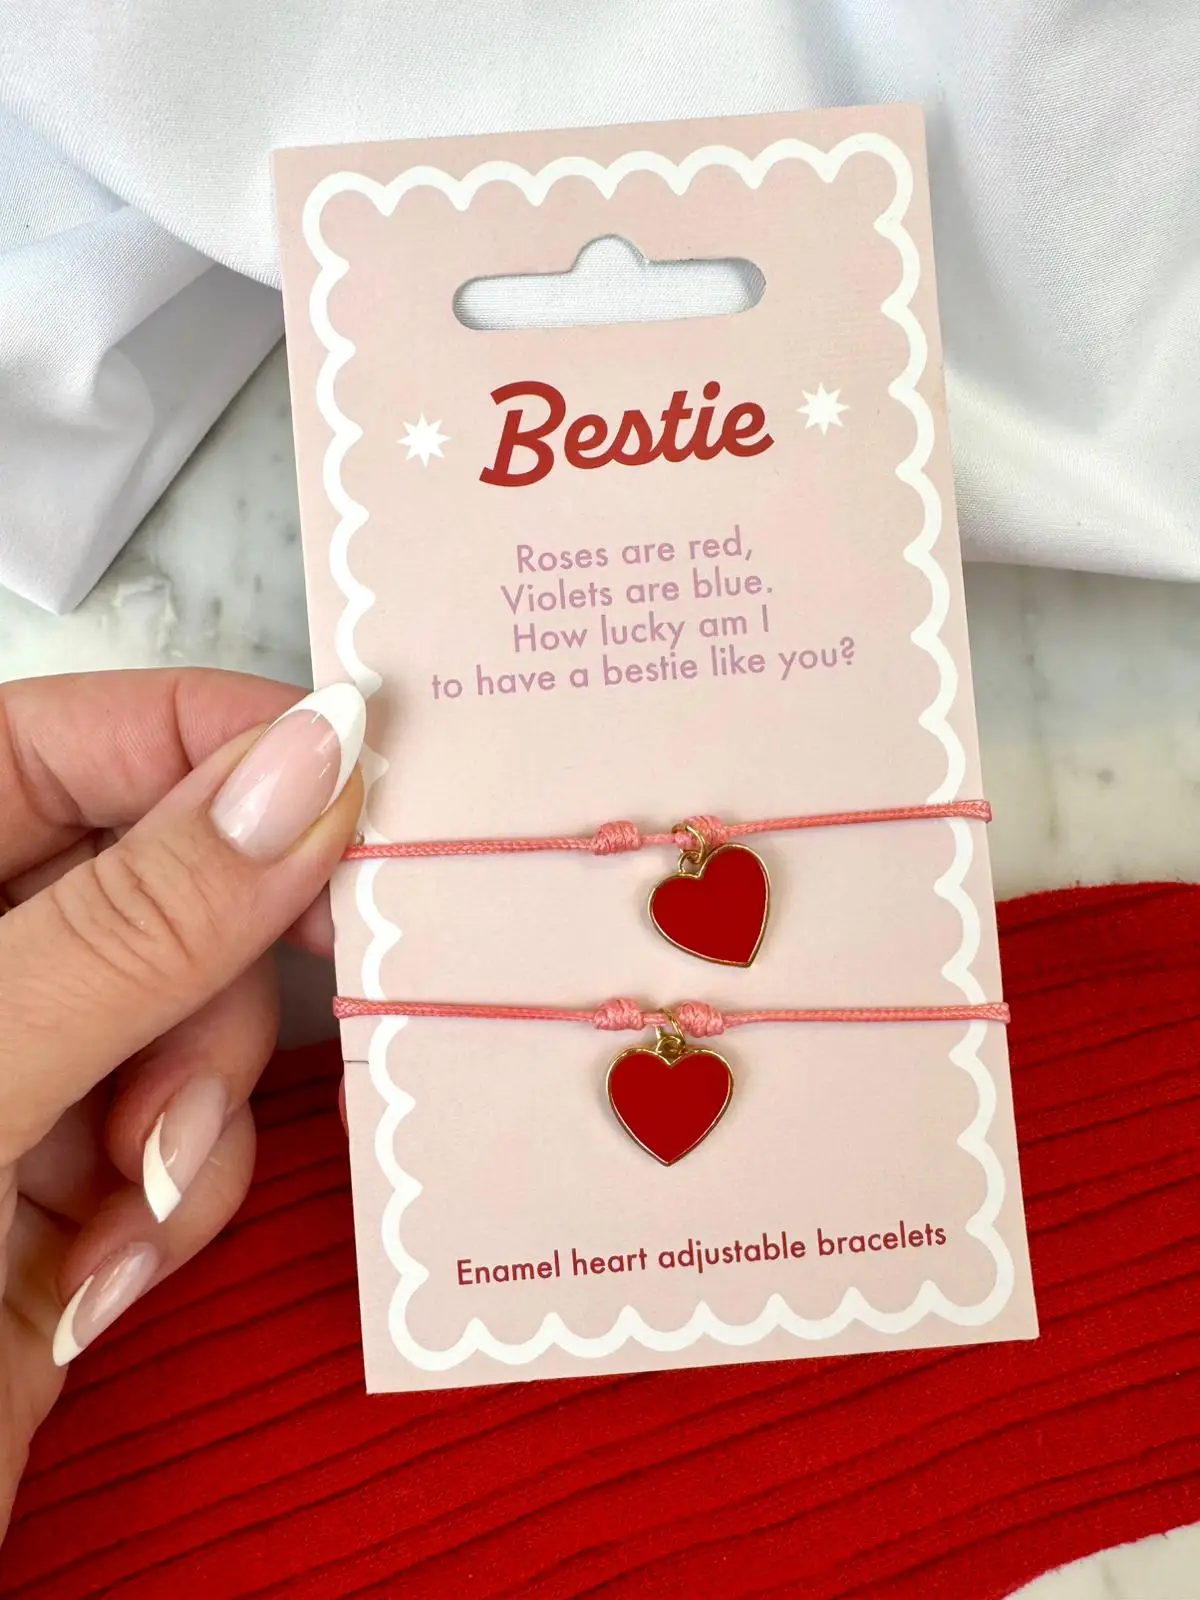 Bestie
Roses are red,
Violets are blue.
How lucky am I
to have a bestie like you?
Enamel heart adjustable bracelets